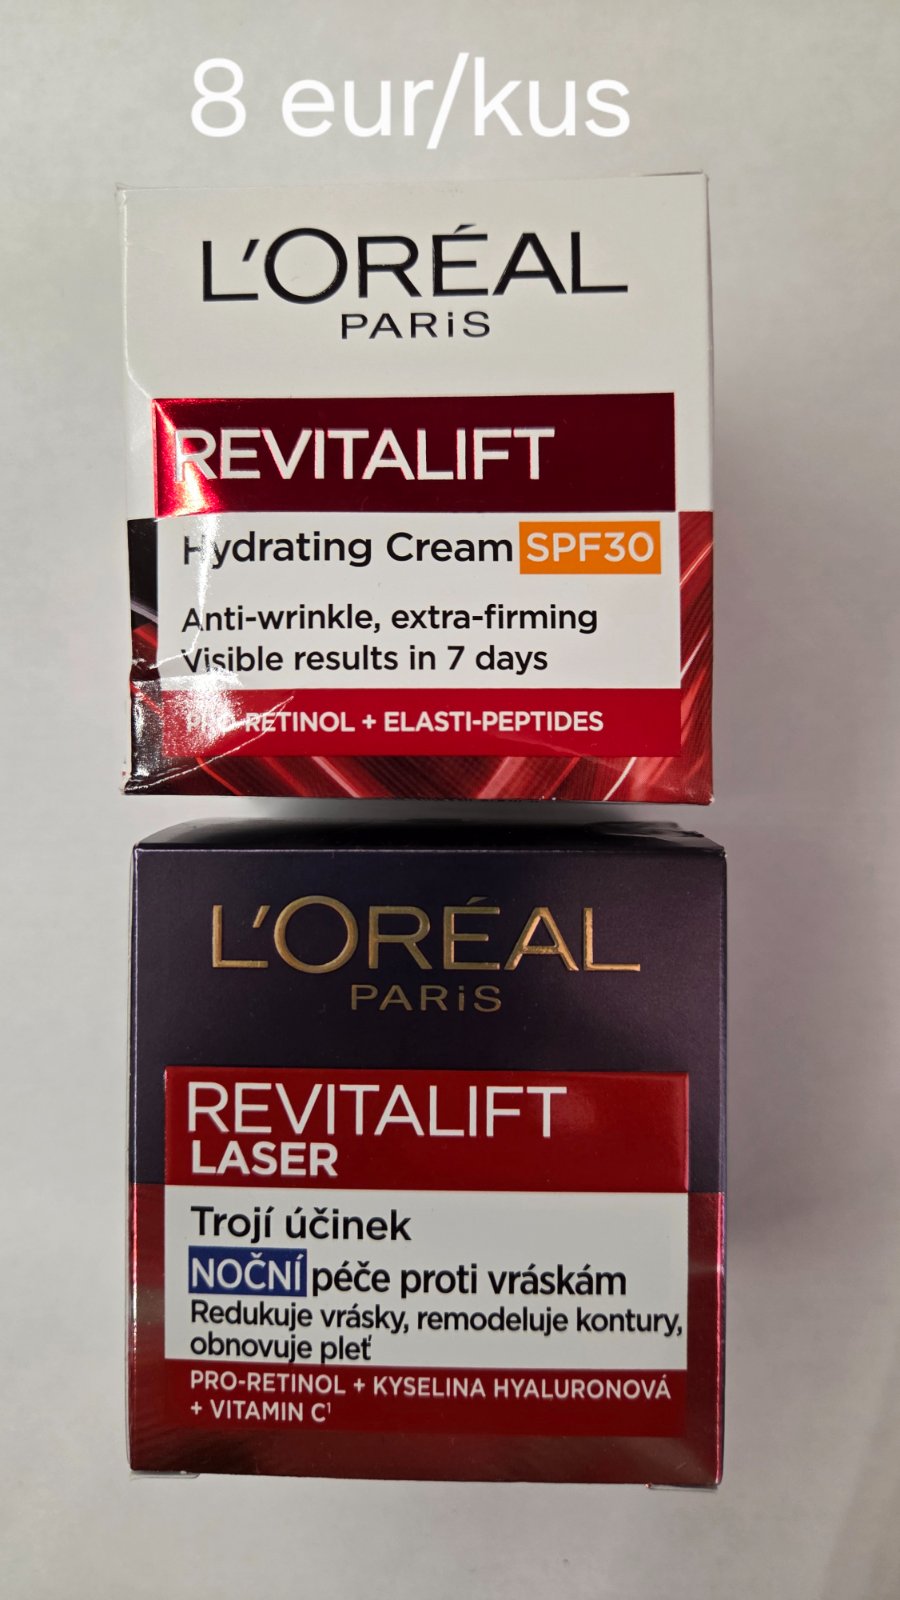 8 eur/kus
L'ORÉAL
PARiS
REVITALIFT
Hydrating Cream SPF30
Anti-wrinkle, extra-firming
Visible results in 7 days
PRO-RETINOL + ELASTI-PEPTIDES
L'ORÉAL
PARiS
REVITALIFT
LASER
Trojí účinek
NOČNÍ péče proti vráskám
Redukuje vrásky, remodeluje kontury,
obnovuje pleť
PRO-RETINOL + KYSELINA HYALURONOVÁ
+ VITAMIN C¹